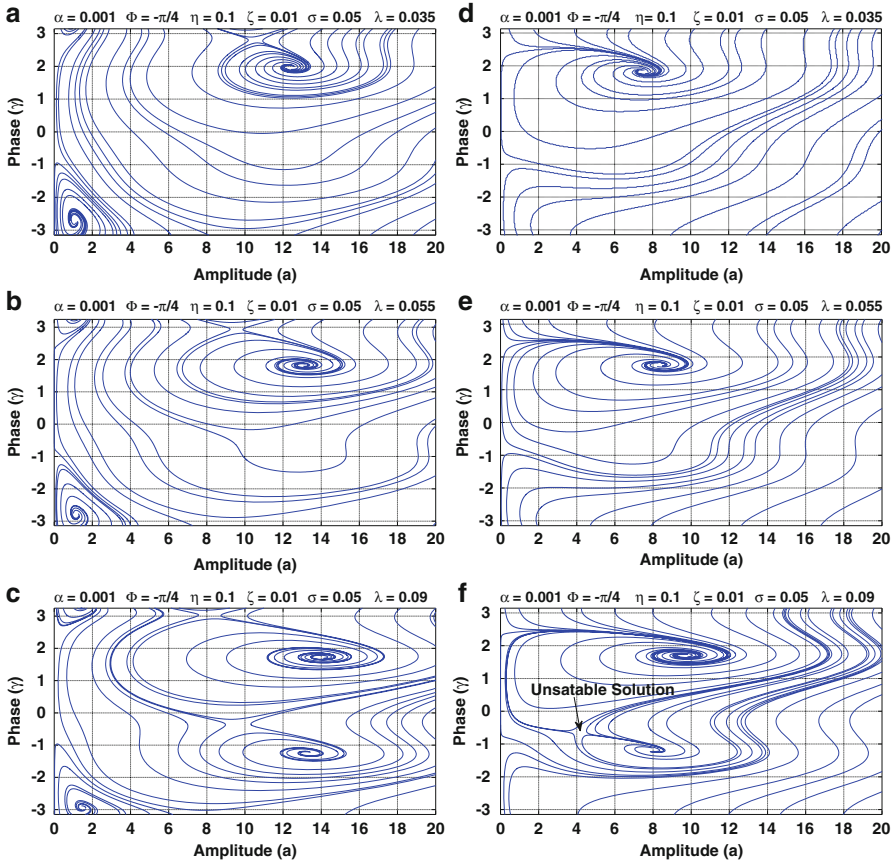 a
α = 0.001 Φ = -π/4 η = 0.1 ζ = 0.01 σ = 0.05 λ = 0.035
Phase (γ)
3
2
1
0
-1
-2
-3
0 2 4 6 8 10 12 14 16 18 20
Amplitude (a)
b
α = 0.001 Φ = -π/4 η = 0.1 ζ = 0.01 σ = 0.05 λ = 0.055
Phase (γ)
3
2
1
0
-1
-2
-3
0 2 4 6 8 10 12 14 16 18 20
Amplitude (a)
c
α = 0.001 Φ = -π/4 η = 0.1 ζ = 0.01 σ = 0.05 λ = 0.09
Phase (γ)
3
2
1
0
-1
-2
-3
0 2 4 6 8 10 12 14 16 18 20
Amplitude (a)
d
α = 0.001 Φ = -π/4 η= 0.1 ζ = 0.01 σ = 0.05 λ = 0.035
Phase (γ)
3
2
1
0
-1
-2
-3
0 2 4 6 8 10 12 14 16 18 20
Amplitude (a)
e
α = 0.001 Φ = -π/4 η = 0.1 ζ = 0.01 σ = 0.05 λ = 0.055
Phase (γ)
3
2
1
0
-1
-2
-3
0 2 4 6 8 10 12 14 16 18 20
Amplitude (a)
f
α = 0.001 Φ = -π/4 η = 0.1 ζ = 0.01 σ = 0.05 λ = 0.09
Phase (γ)
3
2
1
0
-1
-2
-3
Unsatable Solution
0 2 4 6 8 10 12 14 16 18 20
Amplitude (a)